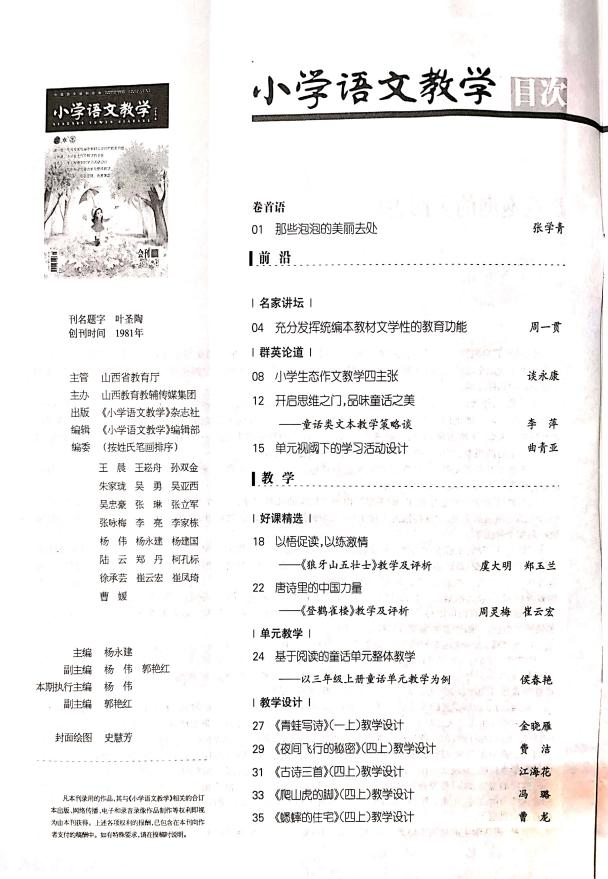 小学语文教学
会刊
刊名题字 叶圣陶
创刊时间 1981年
主管 山西省教育厅
主办 山西教育教辅传媒集团
出版 《小学语文教学》杂志社
编辑 《小学语文教学》编辑部
编委 （按姓氏笔画排序）
王 晨 王崧舟 孙双金
朱家珑 吴 勇 吴亚西
吴忠豪 张 琳 张立军
张咏梅 李 亮 李家栋
杨 伟 杨永建 杨建国
陆 云 郑 丹 柯孔标
徐承芸 崔云宏 崔凤琦
曹 媛
主编 杨永建
副主编 杨 伟 郭艳红
本期执行主编 杨 伟
副主编 郭艳红
封面绘图 史慧芳
凡本刊录用的作品，其与《小学语文教学》相关的合订
本出版、网络传播、电子和录音录像作品制作等权利即视
为由本刊获得。上述各项权利的报酬，已包含在本刊向作
者支付的稿酬中。如有特殊要求，请在投稿时说明。
小学语文教学 目次
卷首语
01 那些泡泡的美丽去处 张学青
前 沿
| 名家讲坛 |
04 充分发挥统编本教材文学性的教育功能 周一贯
| 群英论道 |
08 小学生态作文教学四主张 谈永康
12 开启思维之门，品味童话之美
——童话类文本教学策略谈 李 萍
15 单元视阈下的学习活动设计 曲青亚
教 学
| 好课精选 |
18 以悟促读，以练激情
——《狼牙山五壮士》教学及评析 虞大明 郑玉兰
22 唐诗里的中国力量
——《登鹳雀楼》教学及评析 周灵梅 崔云宏
| 单元教学 |
24 基于阅读的童话单元整体教学
——以三年级上册童话单元教学为例 侯春艳
| 教学设计 |
27 《青蛙写诗》（一上）教学设计 金晓雁
29 《夜间飞行的秘密》（四上）教学设计 费 洁
31 《古诗三首》（四上）教学设计 江海花
33 《爬山虎的脚》（四上）教学设计 冯 璐
35 《蟋蟀的住宅》（四上）教学设计 曹 龙